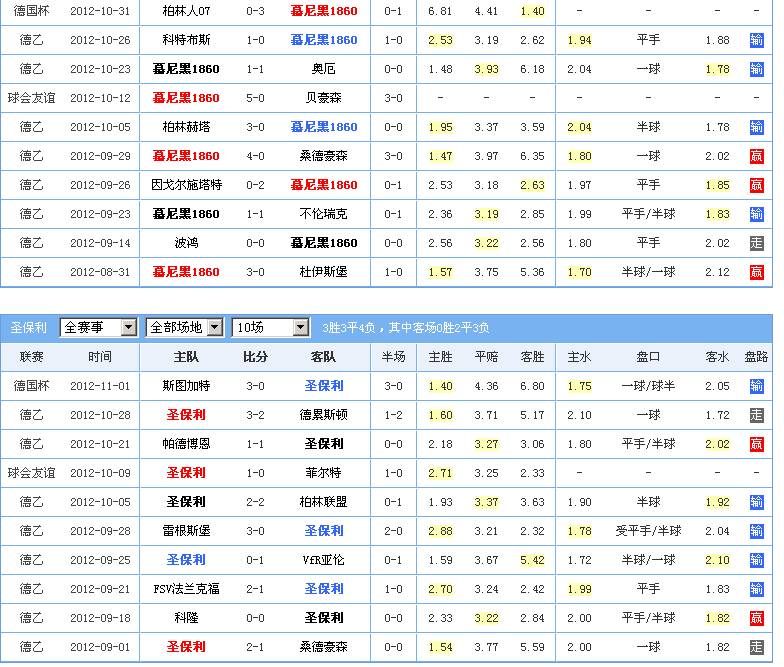 德国杯 2012-10-31 柏林人07 0-3 慕尼黑1860 0-1 6.81 4.41 1.40 - - - -
德乙 2012-10-26 科特布斯 1-0 慕尼黑1860 1-0 2.53 3.19 2.62 1.94 平手 1.88 输
德乙 2012-10-23 慕尼黑1860 1-1 奥厄 0-0 1.48 3.93 6.18 2.04 一球 1.78 输
球会友谊 2012-10-12 慕尼黑1860 5-0 贝豪森 3-0 - - - - - - -
德乙 2012-10-05 柏林赫塔 3-0 慕尼黑1860 0-0 1.95 3.37 3.59 2.04 半球 1.78 输
德乙 2012-09-29 慕尼黑1860 4-0 桑德豪森 3-0 1.47 3.97 6.35 1.80 一球 2.02 赢
德乙 2012-09-26 因戈尔施塔特 0-2 慕尼黑1860 0-1 2.53 3.18 2.63 1.97 平手 1.85 赢
德乙 2012-09-23 慕尼黑1860 1-1 不伦瑞克 0-1 2.36 3.19 2.85 1.99 平手/半球 1.83 输
德乙 2012-09-14 波鸿 0-0 慕尼黑1860 0-0 2.56 3.22 2.56 1.80 平手 2.02 走
德乙 2012-08-31 慕尼黑1860 3-0 杜伊斯堡 1-0 1.57 3.75 5.36 1.70 半球/一球 2.12 赢
圣保利 全赛事 全部场地 10场 3胜3平4负，其中客场0胜2平3负
联赛 时间 主队 比分 客队 半场 主胜 平赔 客胜 主水 盘口 客水 盘路
德国杯 2012-11-01 斯图加特 3-0 圣保利 3-0 1.40 4.36 6.80 1.75 一球/球半 2.05 输
德乙 2012-10-28 圣保利 3-2 德累斯顿 1-2 1.60 3.71 5.17 2.10 一球 1.72 走
德乙 2012-10-21 帕德博恩 1-1 圣保利 0-0 2.18 3.27 3.06 1.80 平手/半球 2.02 赢
球会友谊 2012-10-09 圣保利 1-0 菲尔特 1-0 2.71 3.25 2.33 - - - -
德乙 2012-10-05 圣保利 2-2 柏林联盟 0-1 1.93 3.37 3.63 1.90 半球 1.92 输
德乙 2012-09-28 雷根斯堡 3-0 圣保利 2-0 2.88 3.21 2.32 1.78 受平手/半球 2.04 输
德乙 2012-09-25 圣保利 0-1 VfR亚伦 0-1 1.59 3.67 5.42 1.72 半球/一球 2.10 输
德乙 2012-09-21 FSV法兰克福 2-1 圣保利 1-0 2.70 3.24 2.42 1.99 平手 1.83 输
德乙 2012-09-18 科隆 0-0 圣保利 0-0 2.33 3.22 2.84 2.00 平手/半球 1.82 赢
德乙 2012-09-01 圣保利 2-1 桑德豪森 0-0 1.54 3.77 5.59 2.00 一球 1.82 走